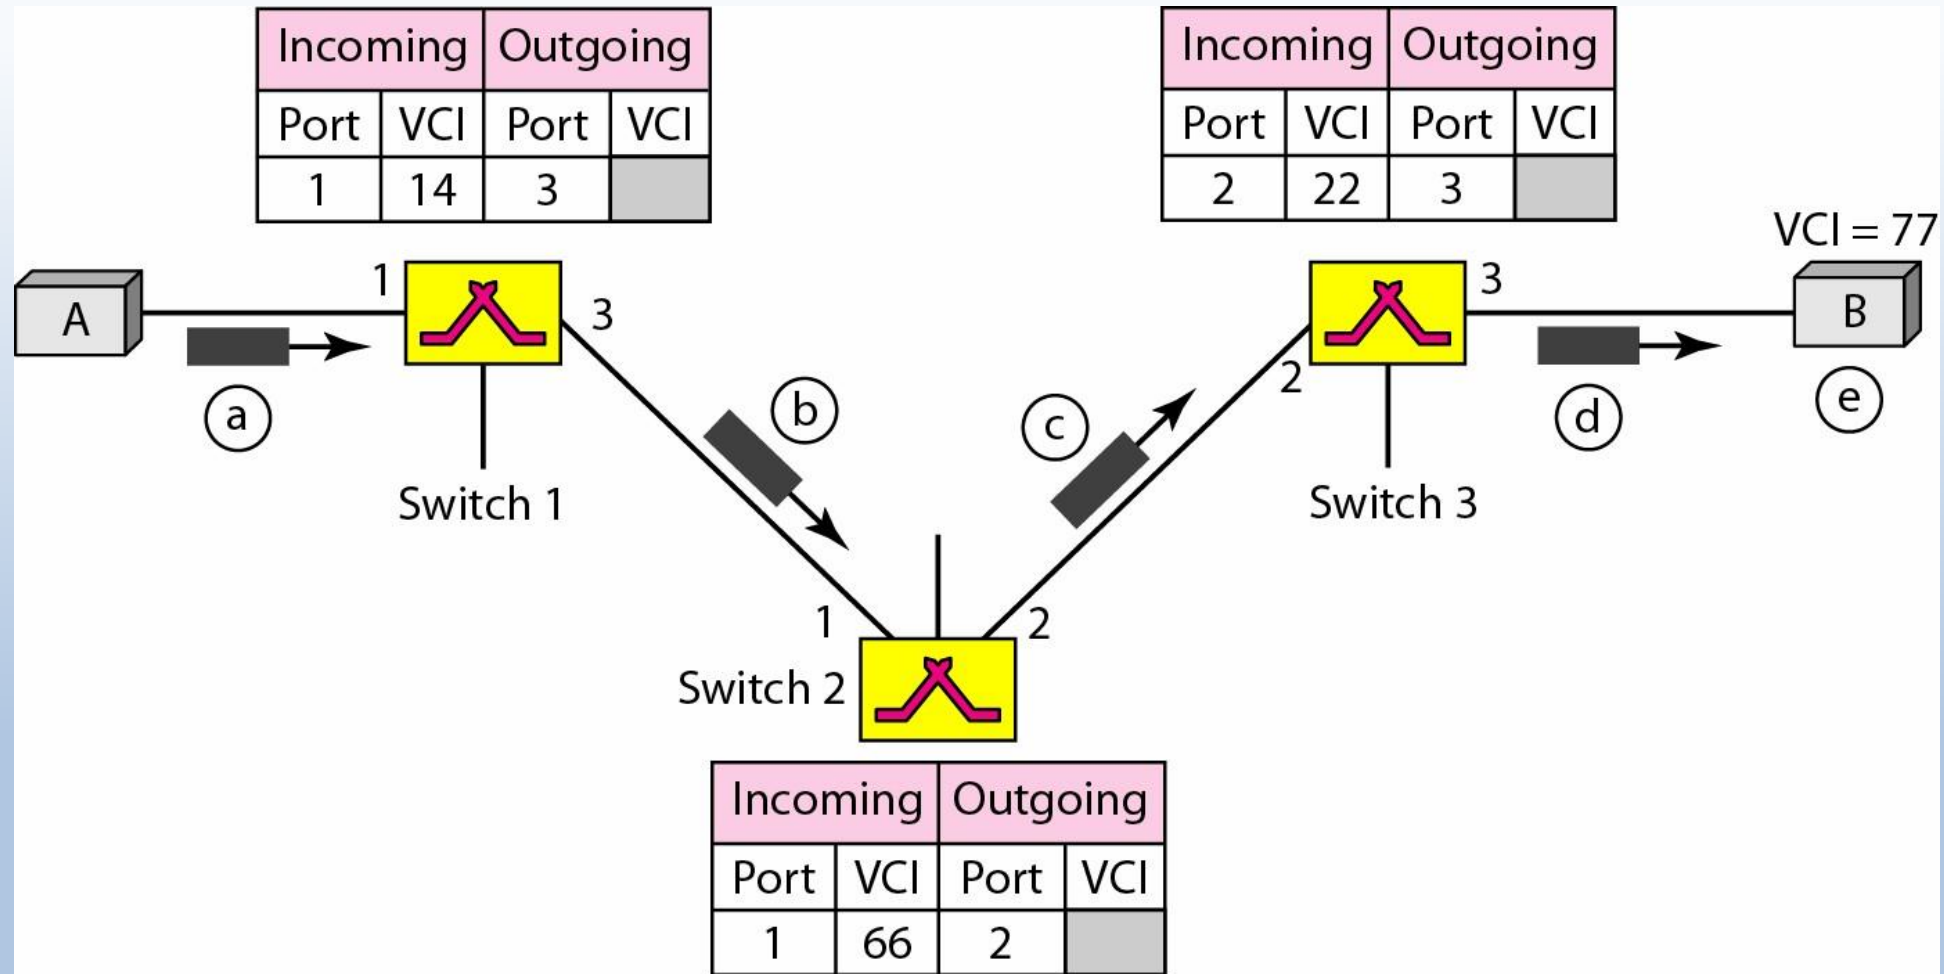 Incoming Outgoing
Port VCI Port VCI
1 14 3
Incoming Outgoing
Port VCI Port VCI
2 22 3
VCI = 77
A
1
3
3
B
2
a
b
c
d
e
Switch 1
Switch 3
1
2
Switch 2
Incoming Outgoing
Port VCI Port VCI
1 66 2